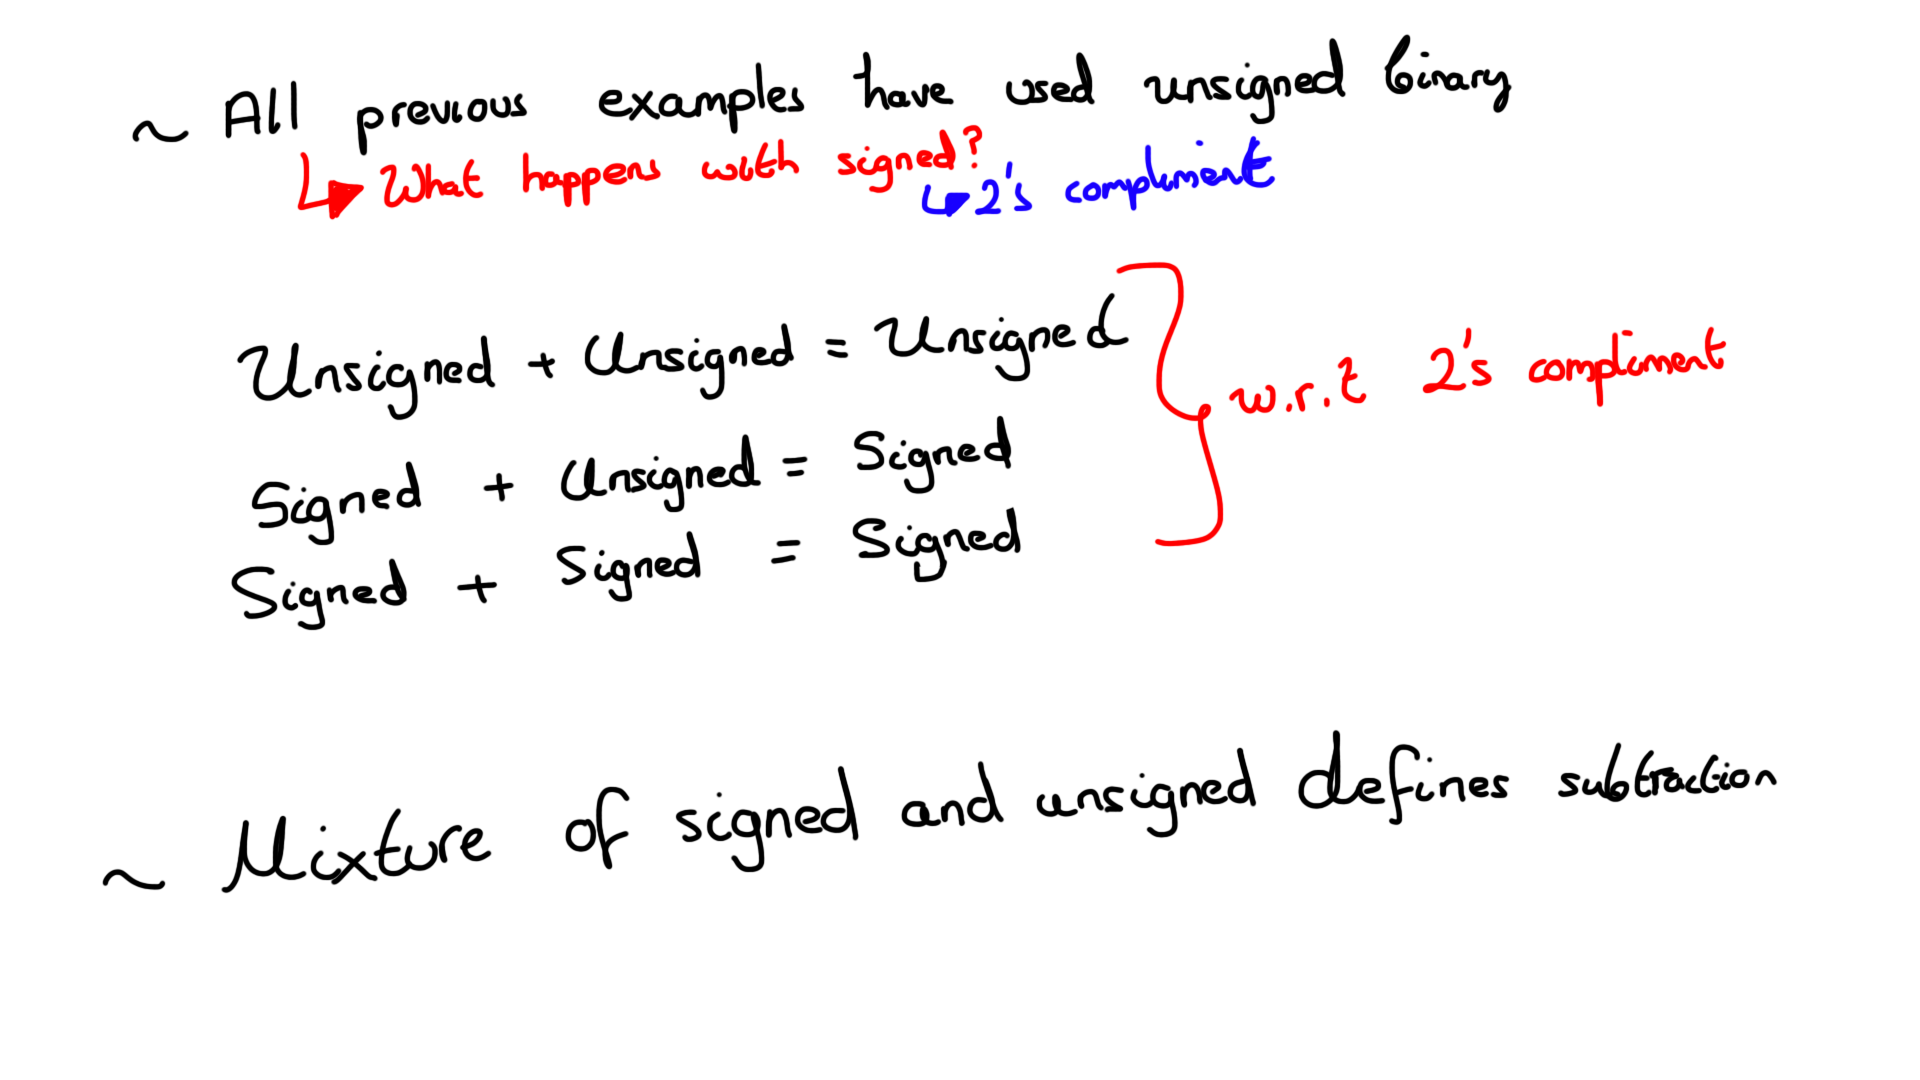 ~ All previous examples have used unsigned binary
What happens with signed?
2's compliment
Unsigned + Unsigned = Unsigned
Signed + Unsigned = Signed
Signed + Signed = Signed
w.r.t 2's compliment
~ Mixture of signed and unsigned defines subtraction